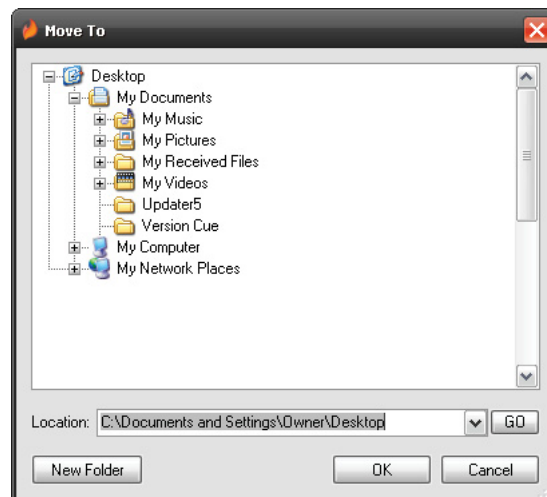 Move To
Desktop
My Documents
My Music
My Pictures
My Received Files
My Videos
Updater5
Version Cue
My Computer
My Network Places
Location: C:\Documents and Settings\Owner\Desktop GO
New Folder OK Cancel